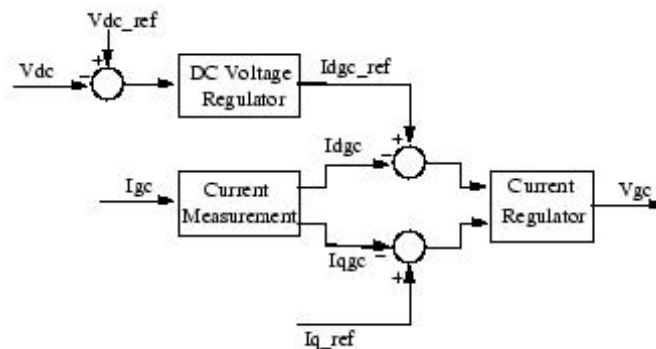 Vdc_ref
+
Vdc
−
DC Voltage
Regulator
Idgc_ref
+
−
Idgc
Igc
Current
Measurement
Current
Regulator
Vgc
Iqgc
−
+
Iq_ref